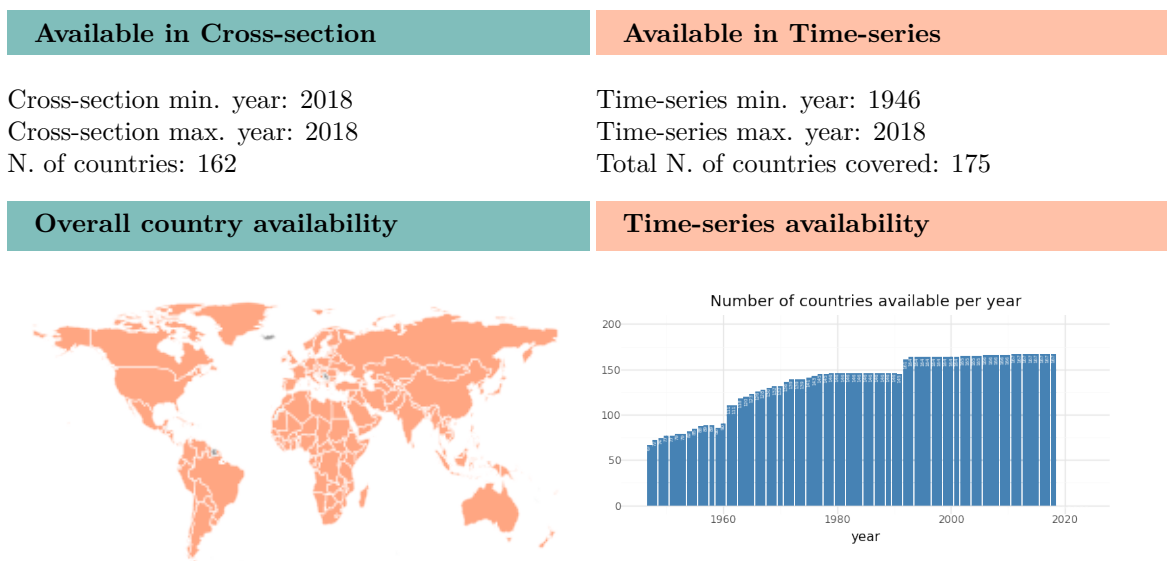 Available in Cross-section
Available in Time-series
Cross-section min. year: 2018
Cross-section max. year: 2018
N. of countries: 162
Time-series min. year: 1946
Time-series max. year: 2018
Total N. of countries covered: 175
Overall country availability
Time-series availability
Number of countries available per year
200
150
100
50
0
1960 1980 2000 2020
year